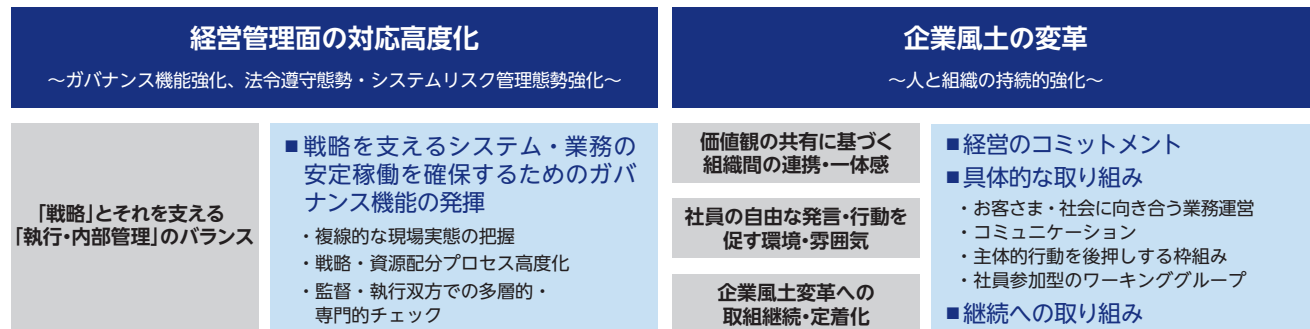 経営管理面の対応高度化
～ガバナンス機能強化、法令遵守態勢・システムリスク管理態勢強化～
「戦略」とそれを支える
「執行・内部管理」のバランス
■戦略を支えるシステム・業務の
安定稼働を確保するためのガバ
ナンス機能の発揮
・複線的な現場実態の把握
・戦略・資源配分プロセス高度化
・監督・執行双方での多層的・
専門的チェック
企業風土の変革
～人と組織の持続的強化～
価値観の共有に基づく
組織間の連携・一体感
社員の自由な発言・行動を
促す環境・雰囲気
企業風土変革への
取組継続・定着化
■経営のコミットメント
■具体的な取り組み
・お客さま・社会に向き合う業務運営
・コミュニケーション
・主体的行動を後押しする枠組み
・社員参加型のワーキンググループ
■継続への取り組み